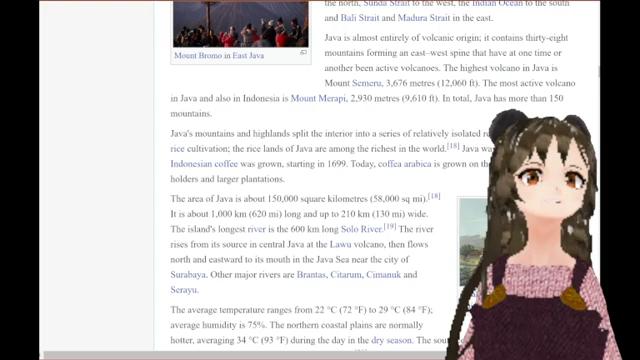 the north, Sunda Strait to the west, the Indian Ocean to the south
and Bali Strait and Madura Strait in the east.
Mount Bromo in East Java
Java is almost entirely of volcanic origin; it contains thirty-eight
mountains forming an east–west spine that have at one time or
another been active volcanoes. The highest volcano in Java is
Mount Semeru, 3,676 metres (12,060 ft). The most active volcano
in Java and also in Indonesia is Mount Merapi, 2,930 metres (9,610 ft). In total, Java has more than 150
mountains.
Java's mountains and highlands split the interior into a series of relatively isolated
rice cultivation; the rice lands of Java are among the richest in the world.[18] Java
Indonesian coffee was grown, starting in 1699. Today, coffea arabica is grown on the
holders and larger plantations.
The area of Java is about 150,000 square kilometres (58,000 sq mi).[18]
It is about 1,000 km (620 mi) long and up to 210 km (130 mi) wide.
The island's longest river is the 600 km long Solo River.[19] The river
rises from its source in central Java at the Lawu volcano, then flows
north and eastward to its mouth in the Java Sea near the city of
Surabaya. Other major rivers are Brantas, Citarum, Cimanuk and
Serayu.
The average temperature ranges from 22 °C (72 °F) to 29 °C (84 °F);
average humidity is 75%. The northern coastal plains are normally
hotter, averaging 34 °C (93 °F) during the day in the dry season. The